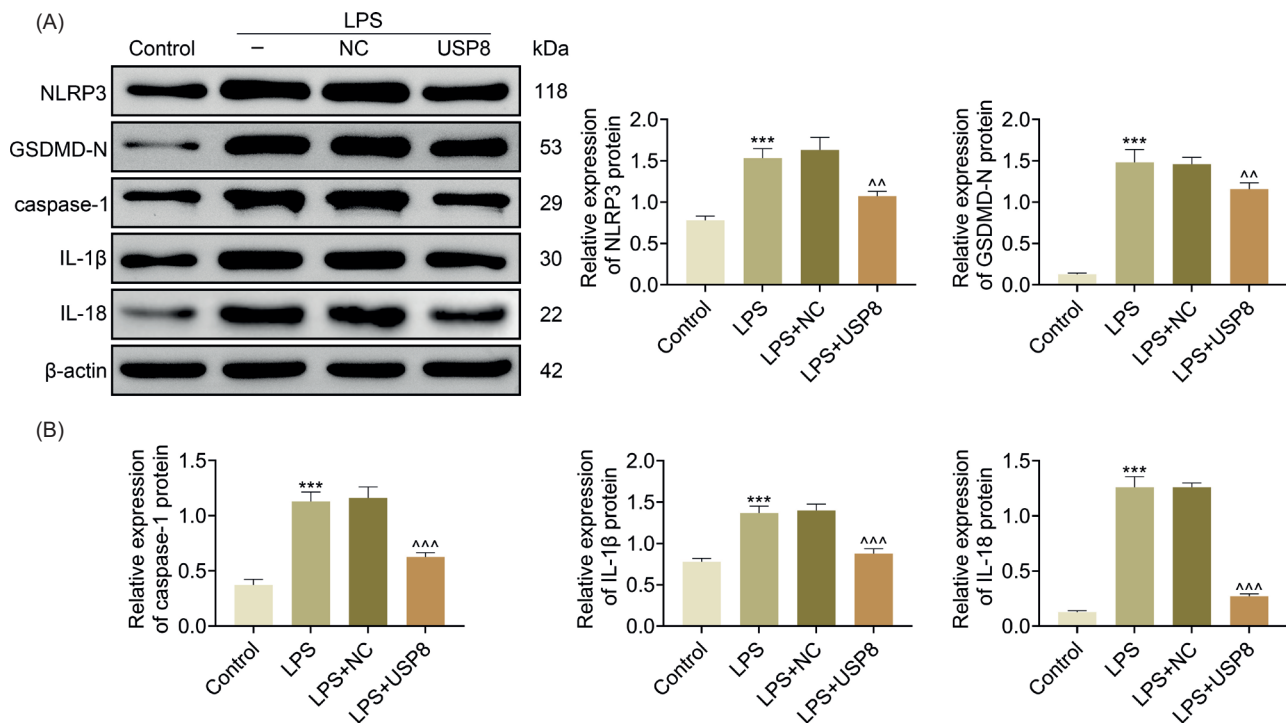 (A)
LPS
Control – NC USP8 kDa
NLRP3 118
GSDMD-N 53
caspase-1 29
IL-1β 30
IL-18 22
β-actin 42
Relative expression
of NLRP3 protein
2.0
1.5
1.0
0.5
0.0
***
^^
Control
LPS
LPS+NC
LPS+USP8
Relative expression
of GSDMD-N protein
2.0
1.5
1.0
0.5
0.0
***
^^
Control
LPS
LPS+NC
LPS+USP8
(B)
Relative expression
of caspase-1 protein
1.5
1.0
0.5
0.0
***
^^^
Control
LPS
LPS+NC
LPS+USP8
Relative expression
of IL-1β protein
2.0
1.5
1.0
0.5
0.0
***
^^^
Control
LPS
LPS+NC
LPS+USP8
Relative expression
of IL-18 protein
1.5
1.0
0.5
0.0
***
^^^
Control
LPS
LPS+NC
LPS+USP8